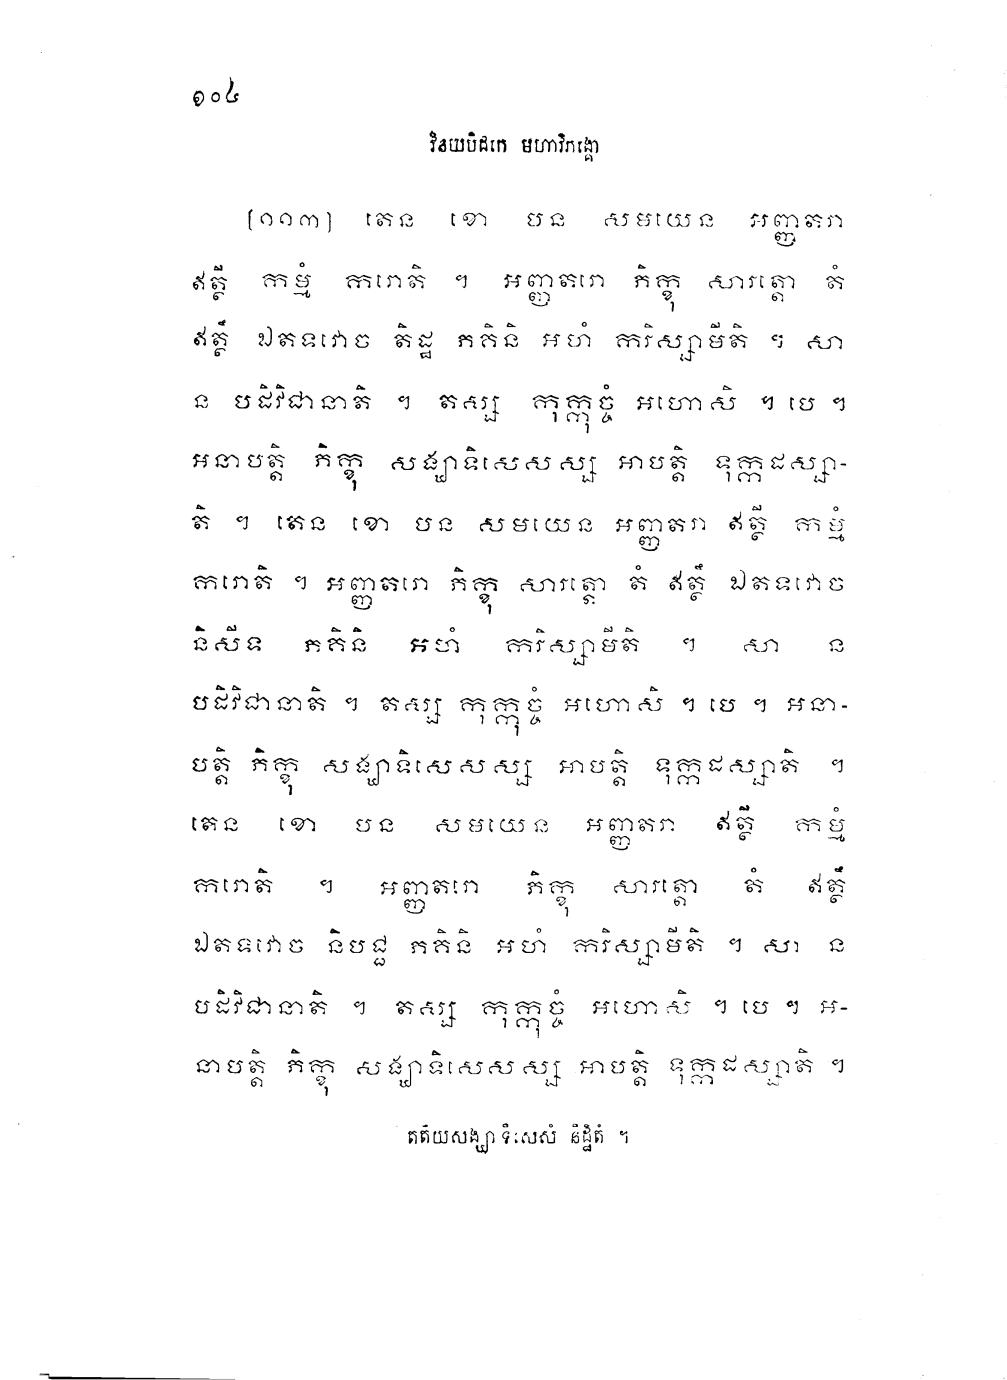 ១០៤
វិនយបិដកេ មហាវិភង្គោ
[១១៣] តេន ខោ បន សមយេន អញ្ញតរា
ឥត្ថី កម្មំ ករោតិ ។ អញ្ញតរោ ភិក្ខុ សារត្តោ តំ
ឥត្ថឹ ឯតទវោច តិដ្ឋ ភគិនិ អហំ ករិស្សាមីតិ ។ សា
ន បដិវិជានាតិ ។ តស្ស កុក្កុច្ចំ អហោសិ ។ បេ ។
អនាបត្តិ ភិក្ខុ សង្ឃាទិសេសស្ស អាបត្តិ ទុក្កដស្សា-
តិ ។ តេន ខោ បន សមយេន អញ្ញតរា ឥត្ថី កម្មំ
ករោតិ ។ អញ្ញតរោ ភិក្ខុ សារត្តោ តំ ឥត្ថឹ ឯតទវោច
និសីទ ភគិនិ អហំ ករិស្សាមីតិ ។ សា ន
បដិវិជានាតិ ។ តស្ស កុក្កុច្ចំ អហោសិ ។ បេ ។ អនា-
បត្តិ ភិក្ខុ សង្ឃាទិសេសស្ស អាបត្តិ ទុក្កដស្សាតិ ។
តេន ខោ បន សមយេន អញ្ញតរា ឥត្ថី កម្មំ
ករោតិ ។ អញ្ញតរោ ភិក្ខុ សារត្តោ តំ ឥត្ថឹ
ឯតទវោច និបជ្ជ ភគិនិ អហំ ករិស្សាមីតិ ។ សា ន
បដិវិជានាតិ ។ តស្ស កុក្កុច្ចំ អហោសិ ។ បេ ។ អ-
នាបត្តិ ភិក្ខុ សង្ឃាទិសេសស្ស អាបត្តិ ទុក្កដស្សាតិ ។
តតិយសង្ឃាទិសេសំ និដ្ឋិតំ ។